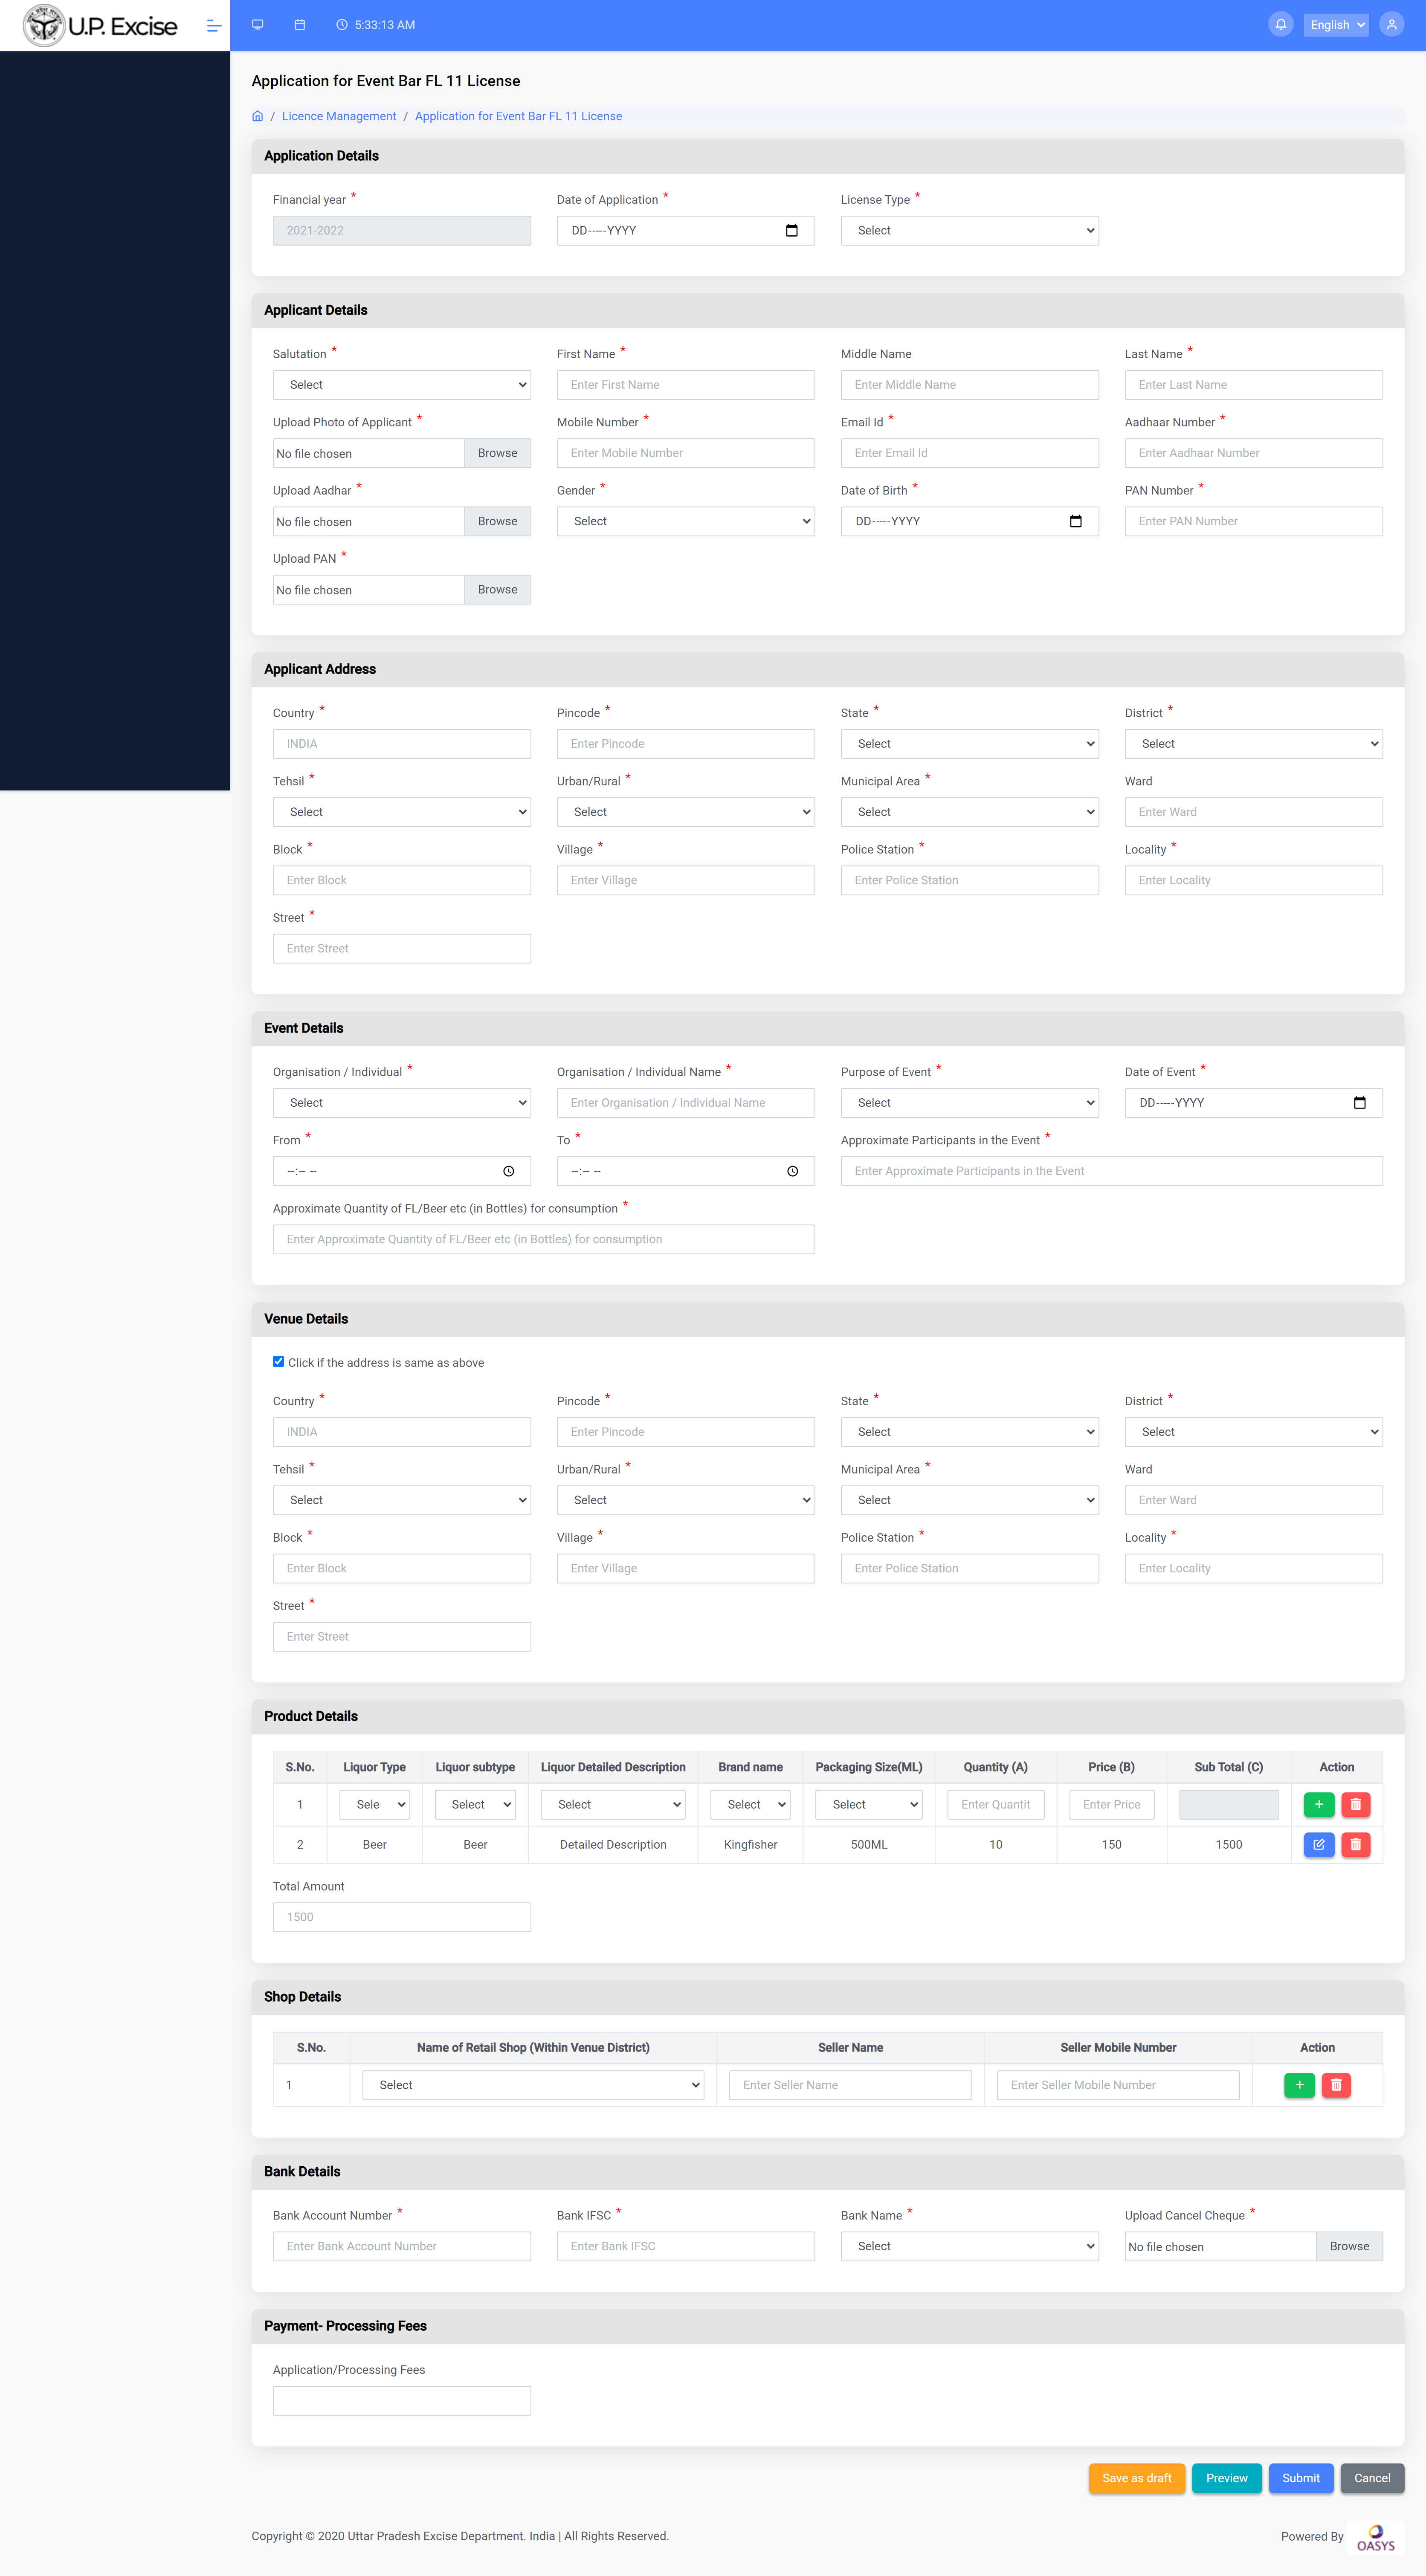 U.P. Excise
5:33:13 AM
English
Application for Event Bar FL 11 License
/ Licence Management / Application for Event Bar FL 11 License
Application Details
Financial year * Date of Application * License Type *
2021-2022 DD-----YYYY Select
Applicant Details
Salutation * First Name * Middle Name Last Name *
Select Enter First Name Enter Middle Name Enter Last Name
Upload Photo of Applicant * Mobile Number * Email Id * Aadhaar Number *
No file chosen Browse Enter Mobile Number Enter Email Id Enter Aadhaar Number
Upload Aadhar * Gender * Date of Birth * PAN Number *
No file chosen Browse Select DD-----YYYY Enter PAN Number
Upload PAN *
No file chosen Browse
Applicant Address
Country * Pincode * State * District *
INDIA Enter Pincode Select Select
Tehsil * Urban/Rural * Municipal Area * Ward
Select Select Select Enter Ward
Block * Village * Police Station * Locality *
Enter Block Enter Village Enter Police Station Enter Locality
Street *
Enter Street
Event Details
Organisation / Individual * Organisation / Individual Name * Purpose of Event * Date of Event *
Select Enter Organisation / Individual Name Select DD-----YYYY
From * To * Approximate Participants in the Event *
--:-- -- --:-- -- Enter Approximate Participants in the Event
Approximate Quantity of FL/Beer etc (in Bottles) for consumption *
Enter Approximate Quantity of FL/Beer etc (in Bottles) for consumption
Venue Details
Click if the address is same as above
Country * Pincode * State * District *
INDIA Enter Pincode Select Select
Tehsil * Urban/Rural * Municipal Area * Ward
Select Select Select Enter Ward
Block * Village * Police Station * Locality *
Enter Block Enter Village Enter Police Station Enter Locality
Street *
Enter Street
Product Details
S.No. Liquor Type Liquor subtype Liquor Detailed Description Brand name Packaging Size(ML) Quantity (A) Price (B) Sub Total (C) Action
1 Sele Select Select Select Select Enter Quantit Enter Price +
2 Beer Beer Detailed Description Kingfisher 500ML 10 150 1500
Total Amount
1500
Shop Details
S.No. Name of Retail Shop (Within Venue District) Seller Name Seller Mobile Number Action
1 Select Enter Seller Name Enter Seller Mobile Number +
Bank Details
Bank Account Number * Bank IFSC * Bank Name * Upload Cancel Cheque *
Enter Bank Account Number Enter Bank IFSC Select No file chosen Browse
Payment- Processing Fees
Application/Processing Fees
Save as draft Preview Submit Cancel
Copyright © 2020 Uttar Pradesh Excise Department. India | All Rights Reserved. Powered By OASYS